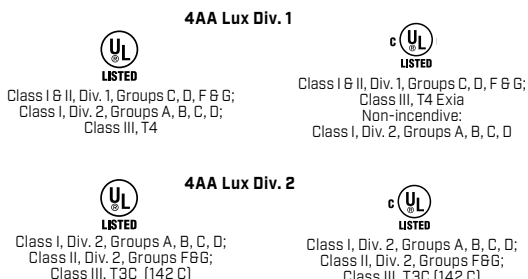 4AA Lux Div. 1
UL
®
LISTED
Class I & II, Div. 1, Groups C, D, F & G;
Class I, Div. 2, Groups A, B, C, D;
Class III, T4
c UL
®
LISTED
Class I & II, Div. 1, Groups C, D, F & G;
Class III, T4 Exia
Non-incendive:
Class I, Div. 2, Groups A, B, C, D
4AA Lux Div. 2
UL
®
LISTED
Class I, Div. 2, Groups A, B, C, D;
Class II, Div. 2, Groups F&G;
Class III, T3C (142 C)
c UL
®
LISTED
Class I, Div. 2, Groups A, B, C, D;
Class II, Div. 2, Groups F&G;
Class III, T3C (142 C)